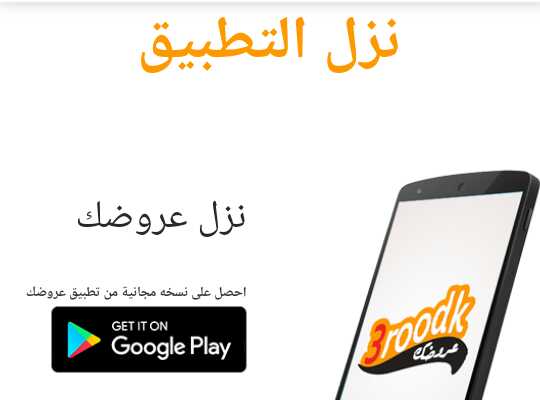 نزل التطبيق
نزل عروضك
احصل على نسخه مجانية من تطبيق عروضك
GET IT ON
Google Play
3roodk
عروضك